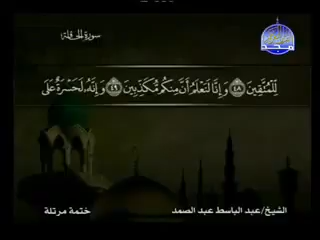 سورة الحاقة
لِّلْمُتَّقِينَ ٤٨ وَإِنَّا لَنَعْلَمُ أَنَّ مِنكُم مُّكَذِّبِينَ ٤٩ وَإِنَّهُۥ لَحَسْرَةٌ عَلَى
الشيخ/عبد الباسط عبد الصمد
ختمة مرتلة